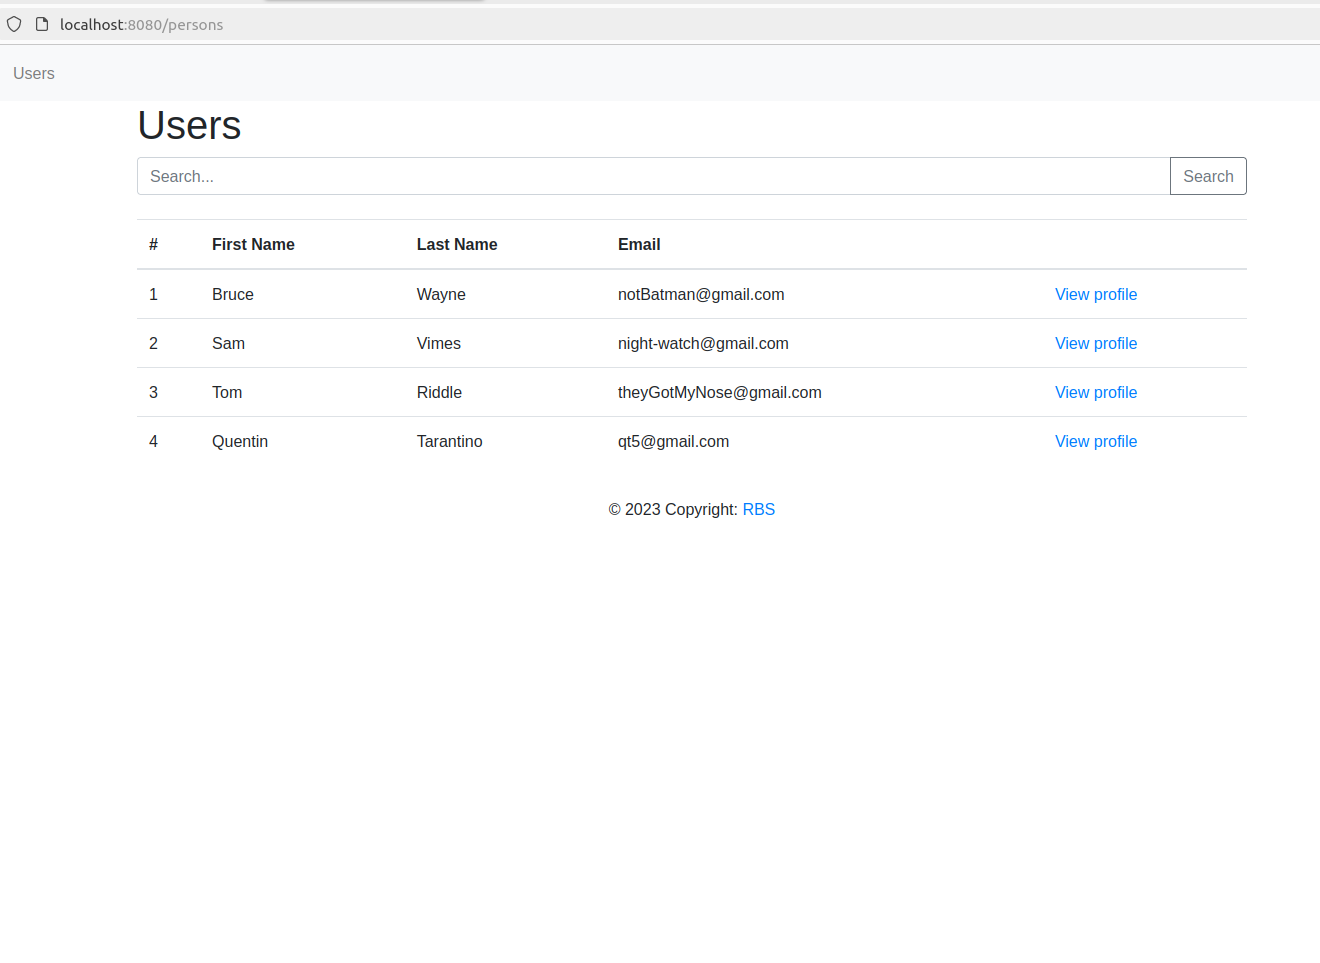 localhost:8080/persons
Users
Users
Search... Search
# First Name Last Name Email
1 Bruce Wayne notBatman@gmail.com View profile
2 Sam Vimes night-watch@gmail.com View profile
3 Tom Riddle theyGotMyNose@gmail.com View profile
4 Quentin Tarantino qt5@gmail.com View profile
© 2023 Copyright: RBS